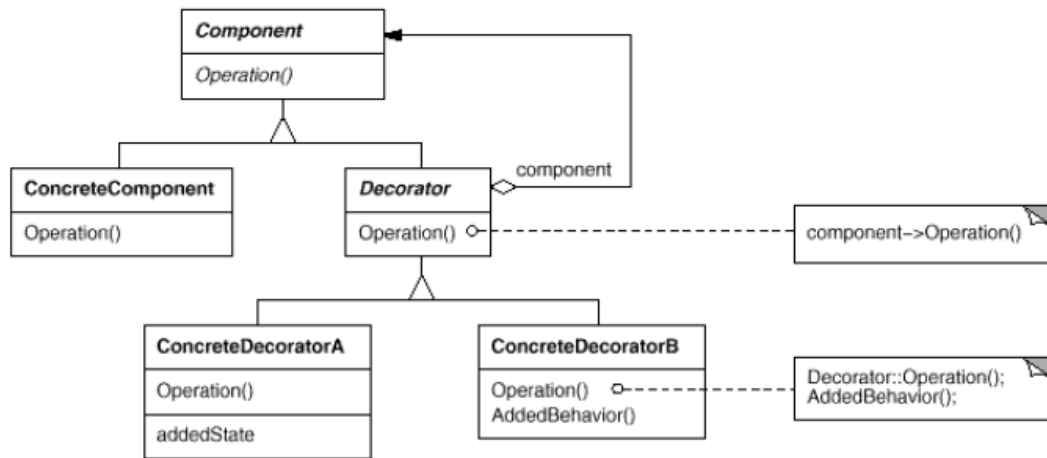 Component
Operation()
component
ConcreteComponent
Operation()
Decorator
Operation()
component->Operation()
ConcreteDecoratorA
Operation()
addedState
ConcreteDecoratorB
Operation()
AddedBehavior()
Decorator::Operation();
AddedBehavior();